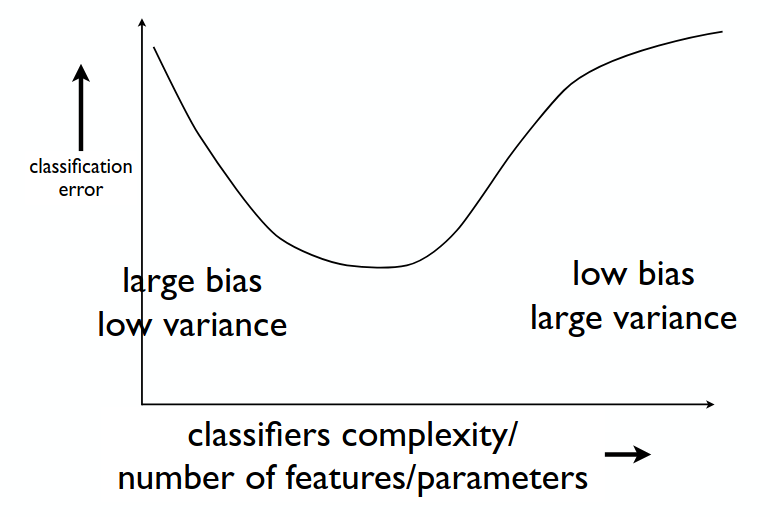 classification
error
large bias
low variance
low bias
large variance
classifiers complexity/
number of features/parameters